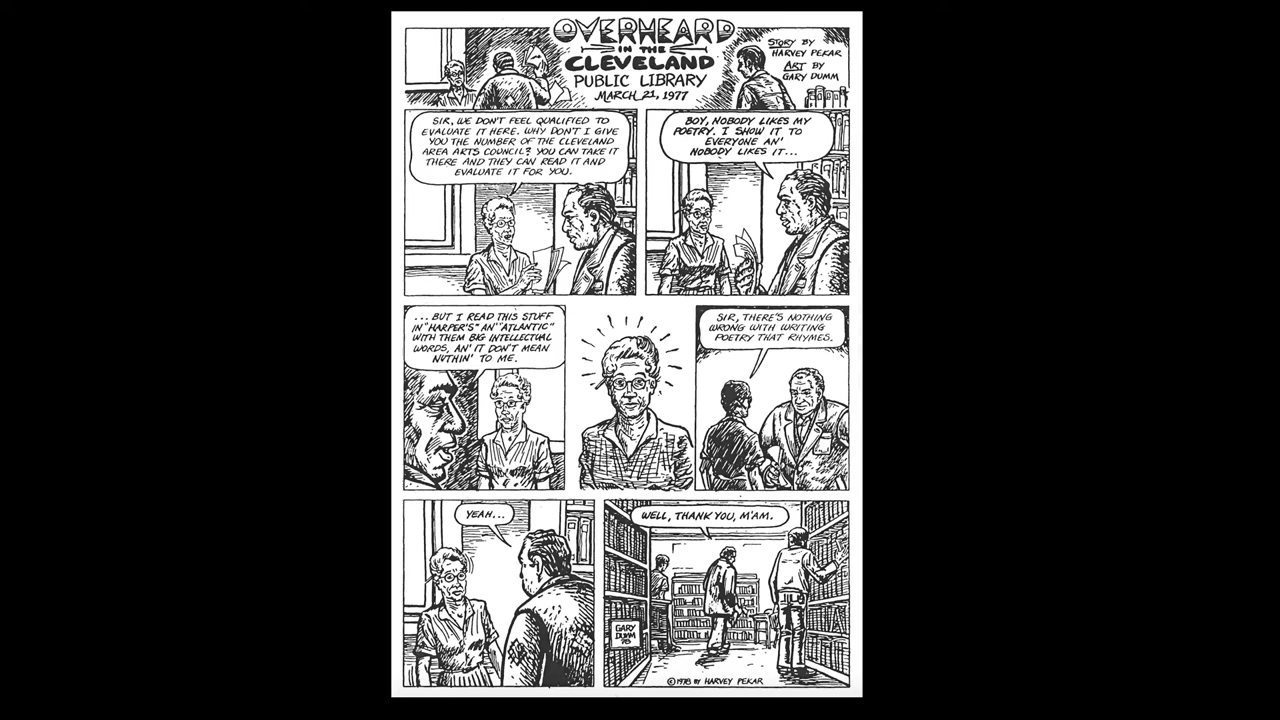 OVERHEARD
IN THE
CLEVELAND
PUBLIC LIBRARY
MARCH 21, 1977
STORY BY
HARVEY PEKAR
ART BY
GARY DUMM
SIR, WE DON'T FEEL QUALIFIED TO
EVALUATE IT HERE. WHY DON'T I GIVE
YOU THE NUMBER OF THE CLEVELAND
AREA ARTS COUNCIL? YOU CAN TAKE IT
THERE AND THEY CAN READ IT AND
EVALUATE IT FOR YOU.
BOY, NOBODY LIKES MY
POETRY. I SHOW IT TO
EVERYONE AN'
NOBODY LIKES IT...
...BUT I READ THIS STUFF
IN "HARPER'S" AN' "ATLANTIC"
WITH THEM BIG INTELLECTUAL
WORDS, AN' IT DON'T MEAN
NUTHIN' TO ME.
SIR, THERE'S NOTHING
WRONG WITH WRITING
POETRY THAT RHYMES.
YEAH...
WELL, THANK YOU, M'AM.
GARY
DUMM
78
©1978 BY HARVEY PEKAR